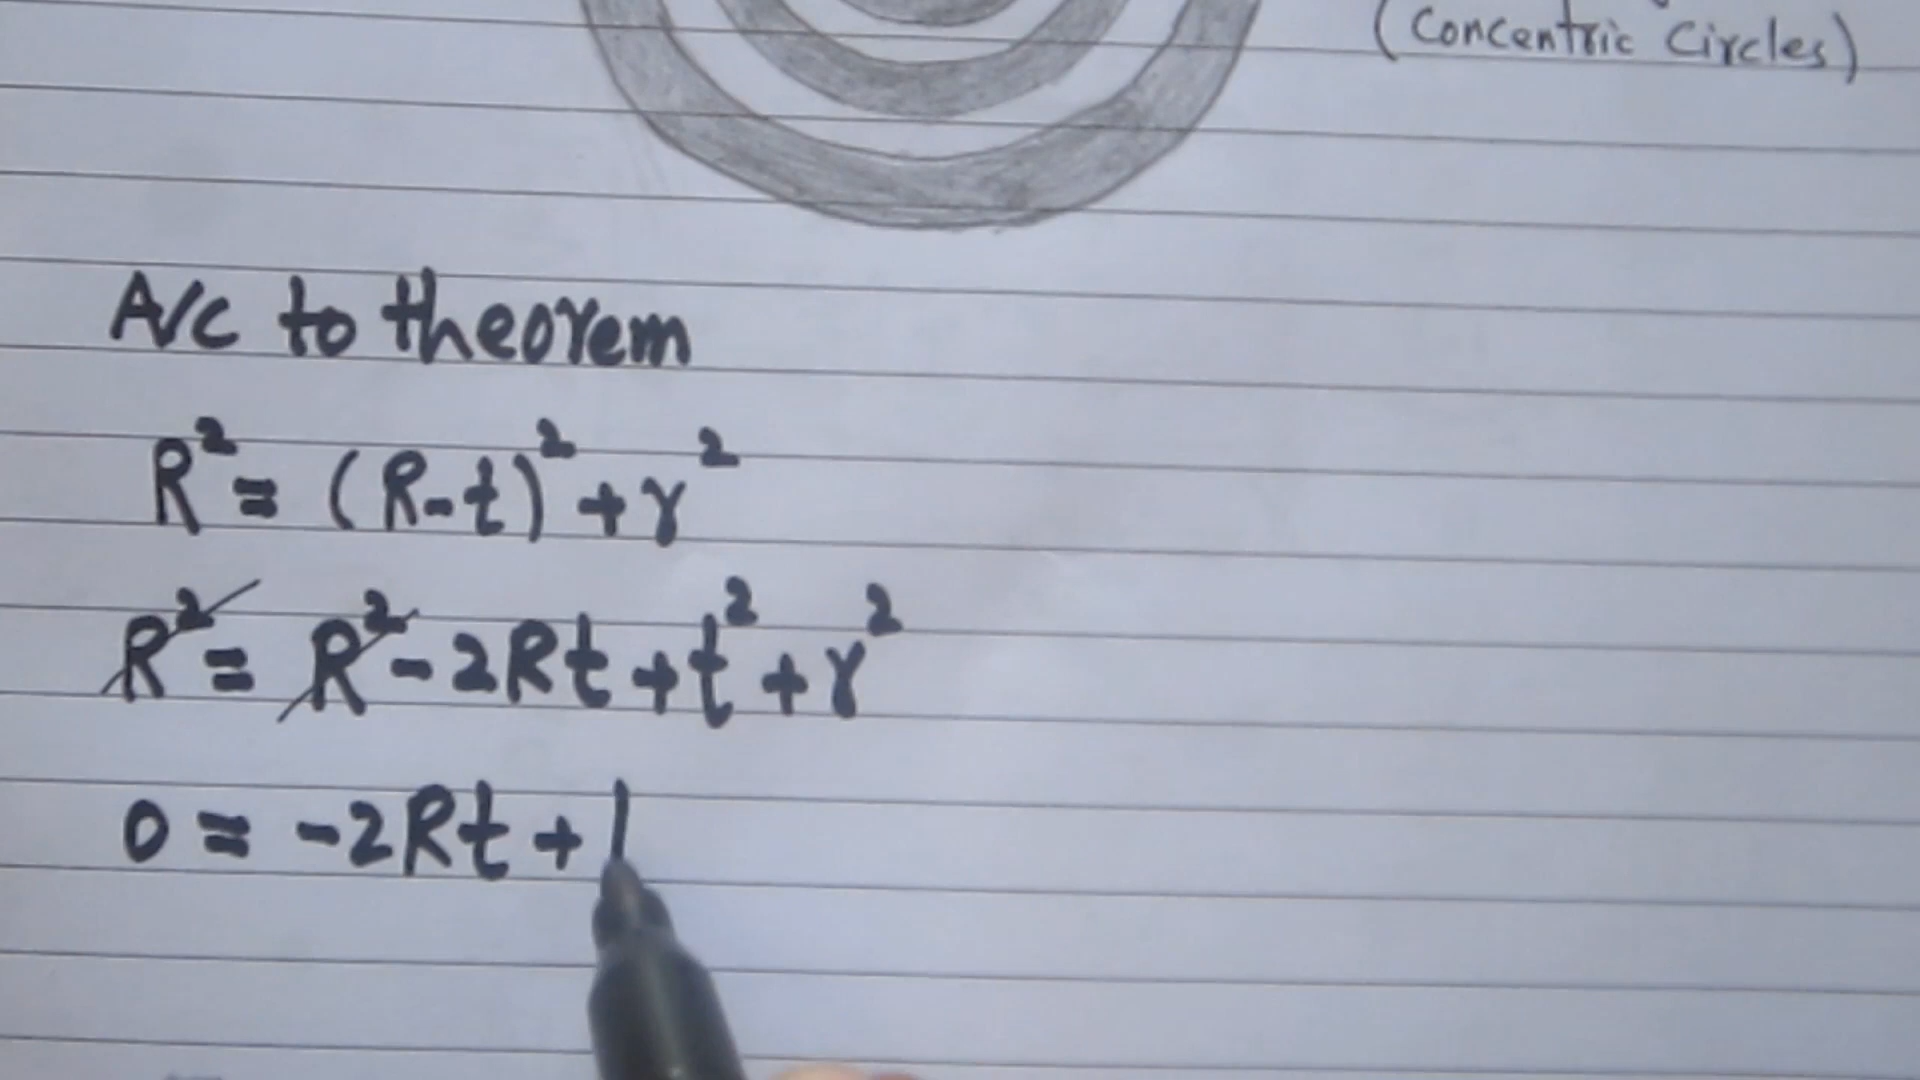 (Concentric Circles)
A/C to theorem
R² = (R-t)² + r²
R² = R² - 2Rt + t² + r²
0 = -2Rt +